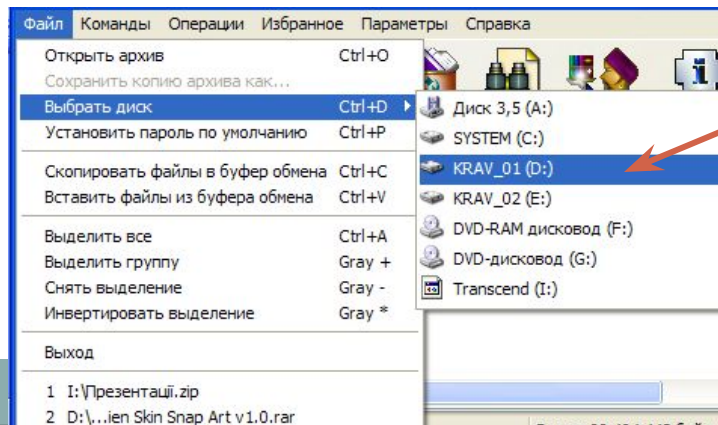 Файл Команды Операции Избранное Параметры Справка
Открыть архив Ctrl+O
Сохранить копию архива как...
Выбрать диск Ctrl+D
Установить пароль по умолчанию Ctrl+P
Скопировать файлы в буфер обмена Ctrl+C
Вставить файлы из буфера обмена Ctrl+V
Выделить все Ctrl+A
Выделить группу Gray +
Снять выделение Gray -
Инвертировать выделение Gray *
Выход
1 I:\Презентації.zip
2 D:\...ien Skin Snap Art v1.0.rar
Диск 3,5 (A:)
SYSTEM (C:)
KRAV_01 (D:)
KRAV_02 (E:)
DVD-RAM дисковод (F:)
DVD-дисковод (G:)
Transcend (I:)